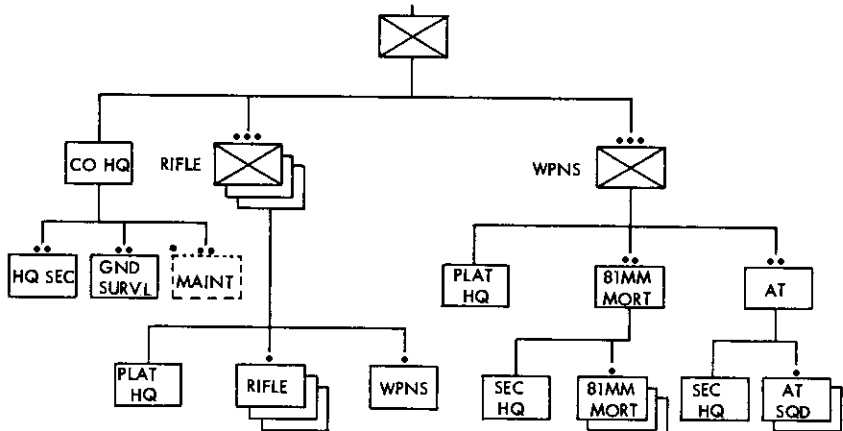 CO HQ
RIFLE
WPNS
HQ SEC
GND
SURVL
MAINT
PLAT
HQ
81MM
MORT
AT
PLAT
HQ
RIFLE
WPNS
SEC
HQ
81MM
MORT
SEC
HQ
AT
SQD